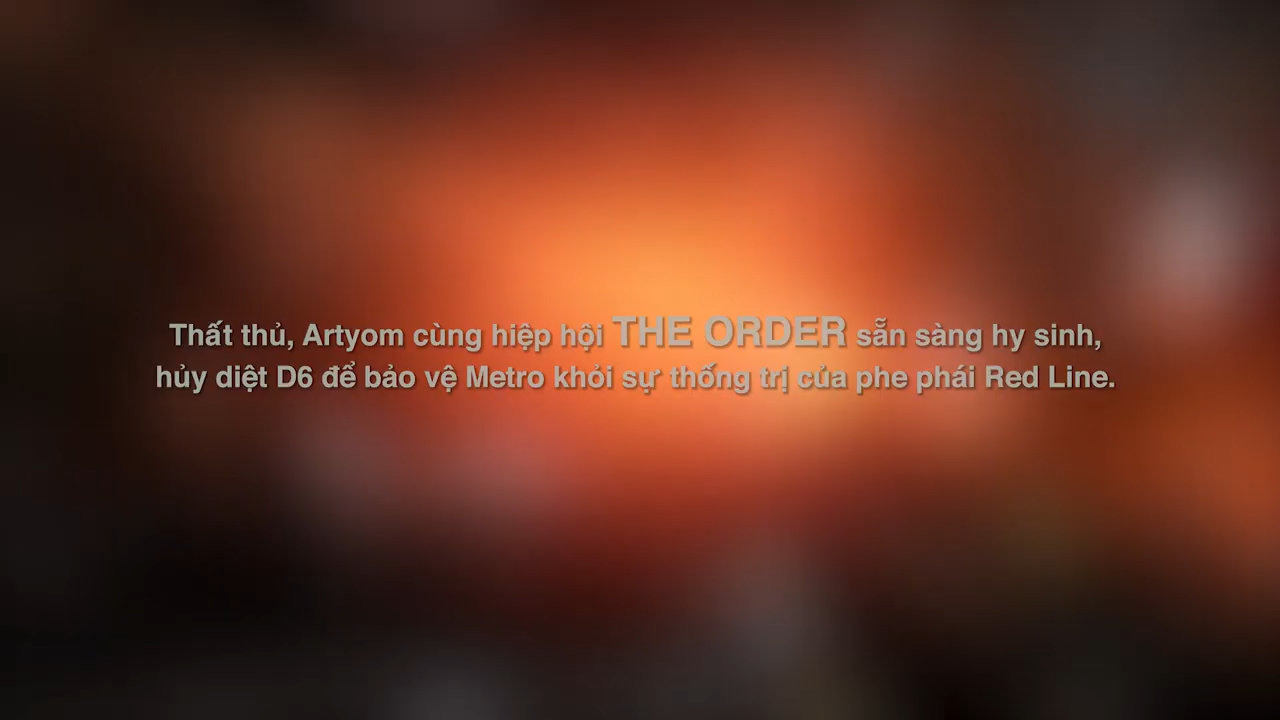 Thất thủ, Artyom cùng hiệp hội THE ORDER sẵn sàng hy sinh,
hủy diệt D6 để bảo vệ Metro khỏi sự thống trị của phe phái Red Line.